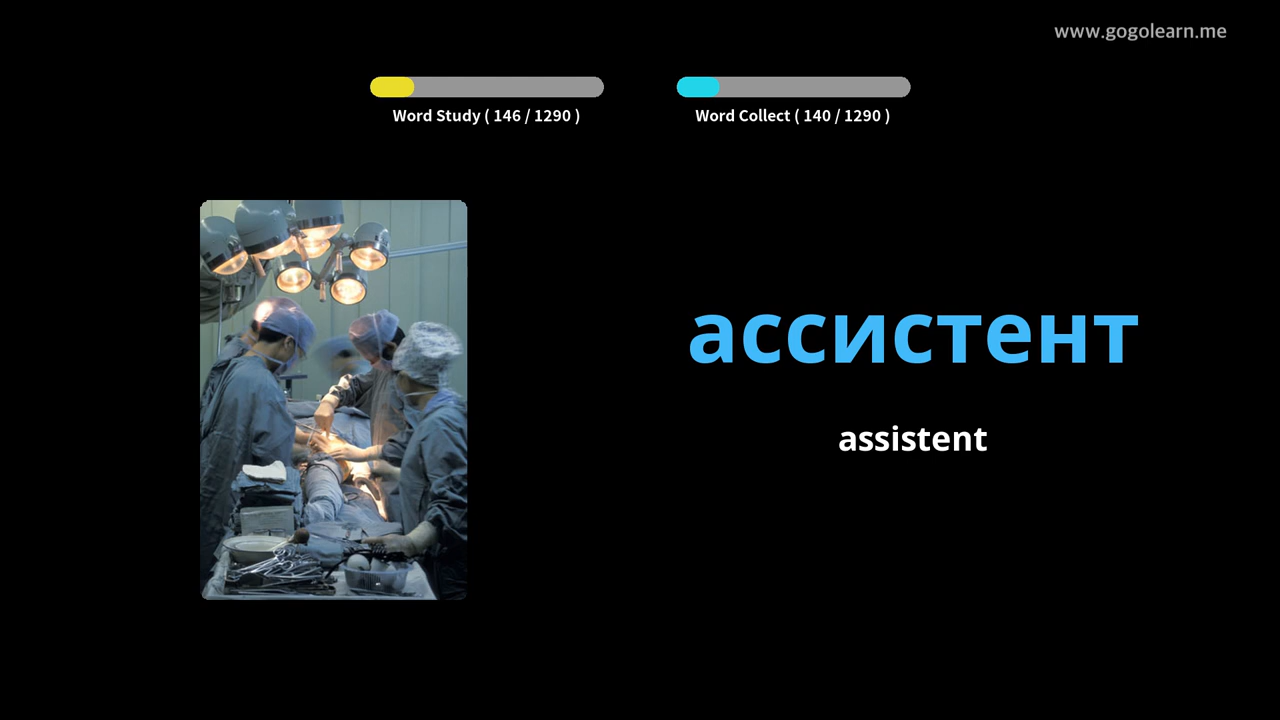 www.gogolearn.me
Word Study ( 146 / 1290 )
Word Collect ( 140 / 1290 )
ассистент
assistent